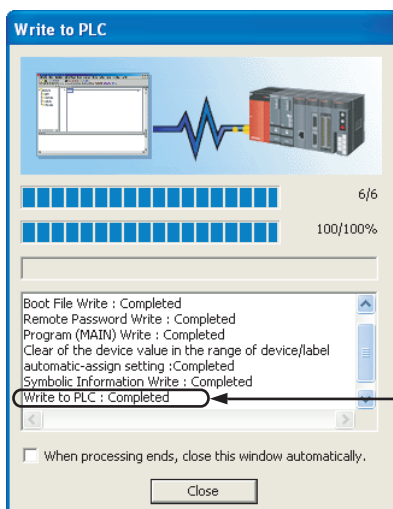 Write to PLC
6/6
100/100%
Boot File Write : Completed
Remote Password Write : Completed
Program (MAIN) Write : Completed
Clear of the device value in the range of device/label
automatic-assign setting :Completed
Symbolic Information Write : Completed
Write to PLC : Completed
When processing ends, close this window automatically.
Close